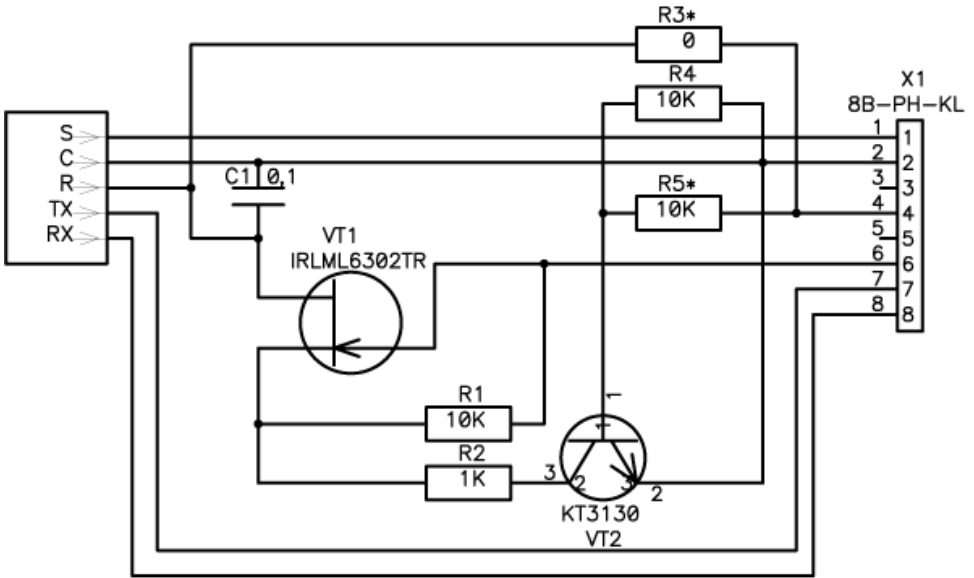 R3*
0
R4
10K
X1
8B-PH-KL
S
1
1
C
2
2
C1
0,1
R
R5*
3
3
10K
TX
4
4
RX
5
5
VT1
IRLML6302TR
6
6
7
7
8
8
R1
10K
1
1
R2
1K
3
2
3
2
KT3130
VT2